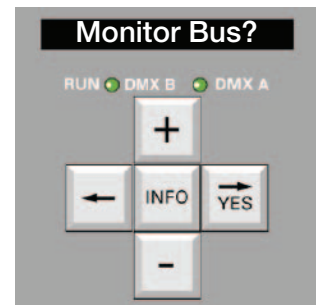 Monitor Bus?
RUN DMX B DMX A
+
← INFO → YES
-